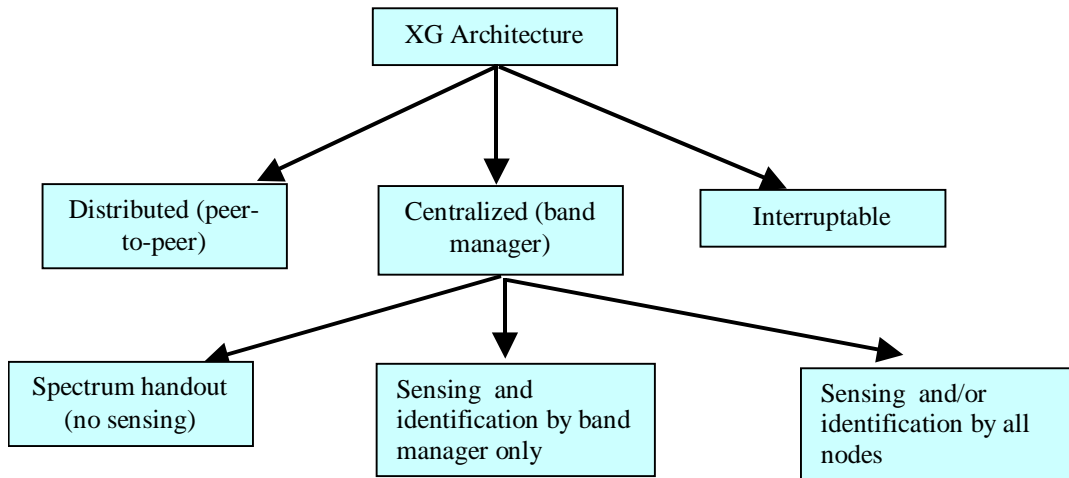 XG Architecture
Distributed (peer-
to-peer)
Centralized (band
manager)
Interruptable
Spectrum handout
(no sensing)
Sensing and
identification by band
manager only
Sensing and/or
identification by all
nodes